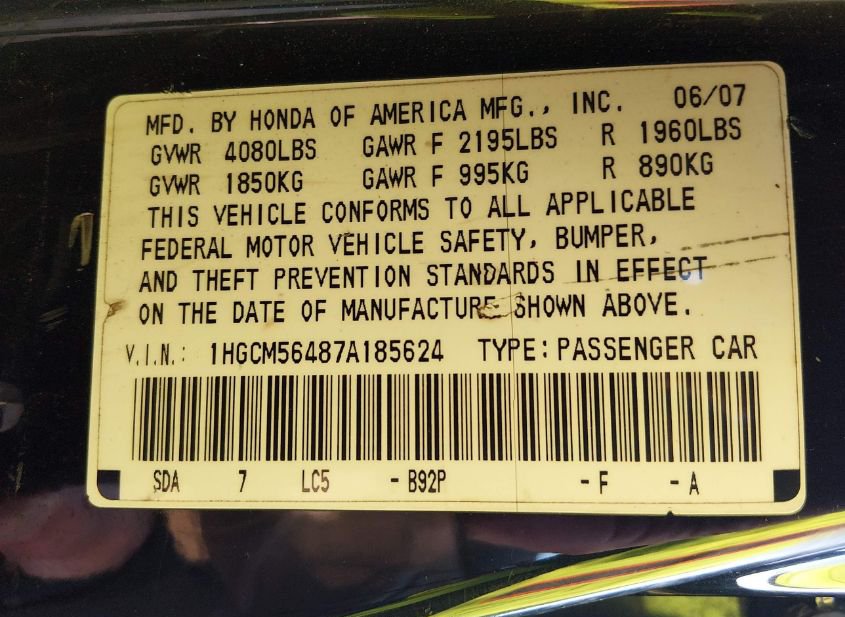 MFD. BY HONDA OF AMERICA MFG., INC. 06/07
GVWR 4080LBS GAWR F 2195LBS R 1960LBS
GVWR 1850KG GAWR F 995KG R 890KG
THIS VEHICLE CONFORMS TO ALL APPLICABLE
FEDERAL MOTOR VEHICLE SAFETY, BUMPER,
AND THEFT PREVENTION STANDARDS IN EFFECT
ON THE DATE OF MANUFACTURE SHOWN ABOVE.
V.I.N.: 1HGCM56487A185624 TYPE: PASSENGER CAR
SDA 7 LC5 - B92P - F - A